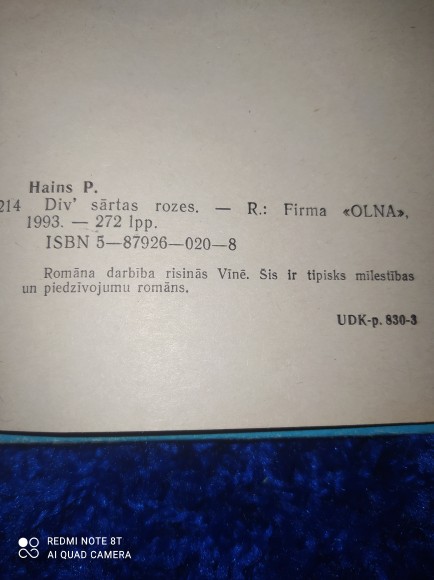 Hains P.
214 Div' sārtas rozes. — R.: Firma «OLNA»,
1993. — 272 lpp.
ISBN 5—87926—020—8
Romāna darbība risinās Vīnē. Sis ir tipisks mīlestības
un piedzīvojumu romāns.
UDK-p. 830-3
REDMI NOTE 8T
AI QUAD CAMERA